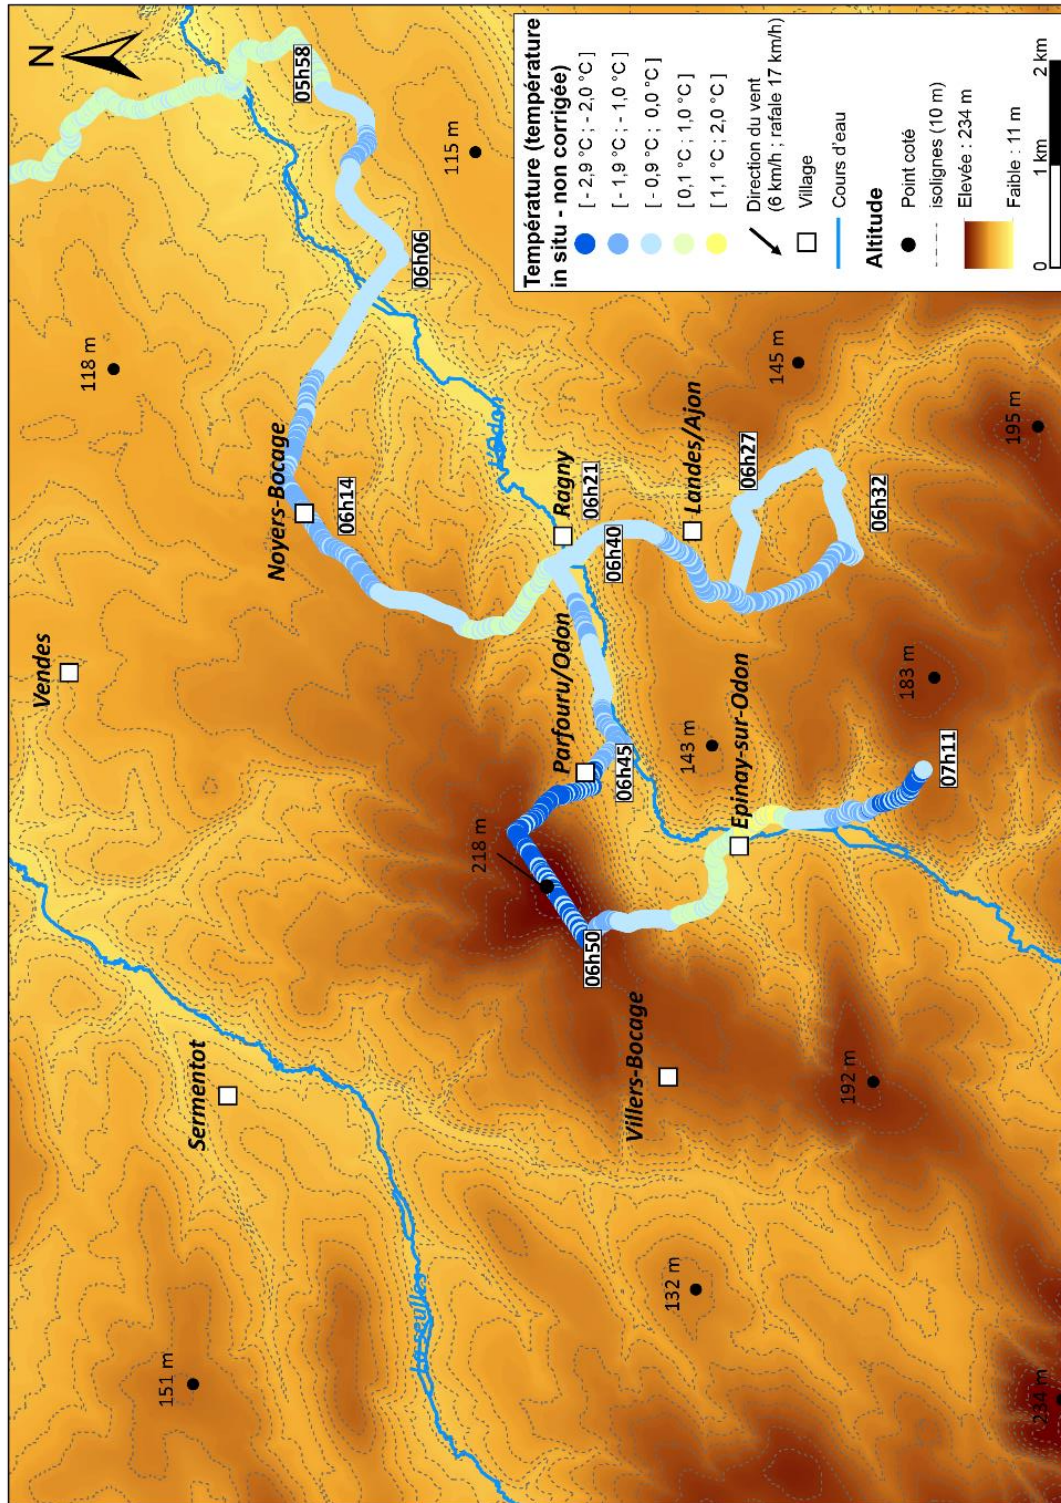 N
05h58
115 m
06h06
118 m
Noyers-Bocage
06h14
l'Odon
Ragny
06h21
06h40
Landes/Ajon
06h27
06h32
145 m
195 m
Vendes
Parfouru/Odon
06h45
218 m
06h50
143 m
Epinay-sur-Odon
183 m
07h11
Sermentot
Villers-Bocage
192 m
151 m
132 m
234 m
Température (température
in situ - non corrigée)
[ - 2,9 °C ; - 2,0 °C ]
[ - 1,9 °C ; - 1,0 °C ]
[ -0,9 °C ; 0,0 °C ]
[ 0,1 °C ; 1,0 °C ]
[ 1,1 °C ; 2,0 °C ]
Direction du vent
(6 km/h ; rafale 17 km/h)
Village
Cours d'eau
Altitude
Point coté
isolignes (10 m)
Elevée : 234 m
Faible : 11 m
0 1 km 2 km